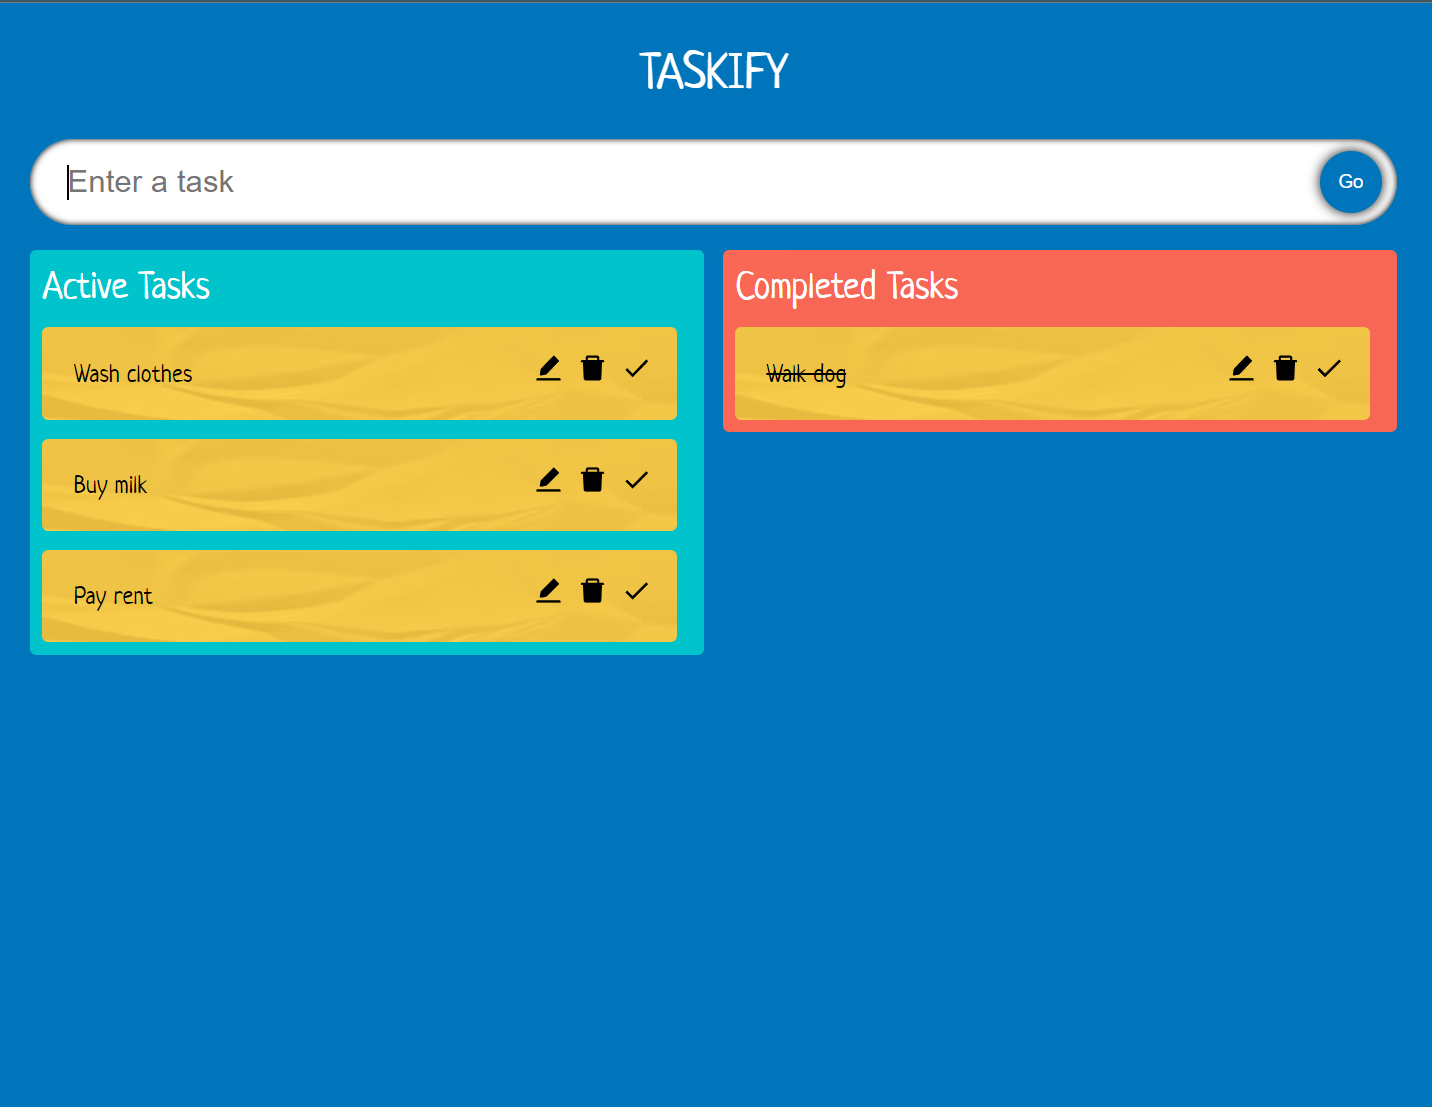 TASKIFY
Enter a task
Go
Active Tasks
Wash clothes
Buy milk
Pay rent
Completed Tasks
Walk dog